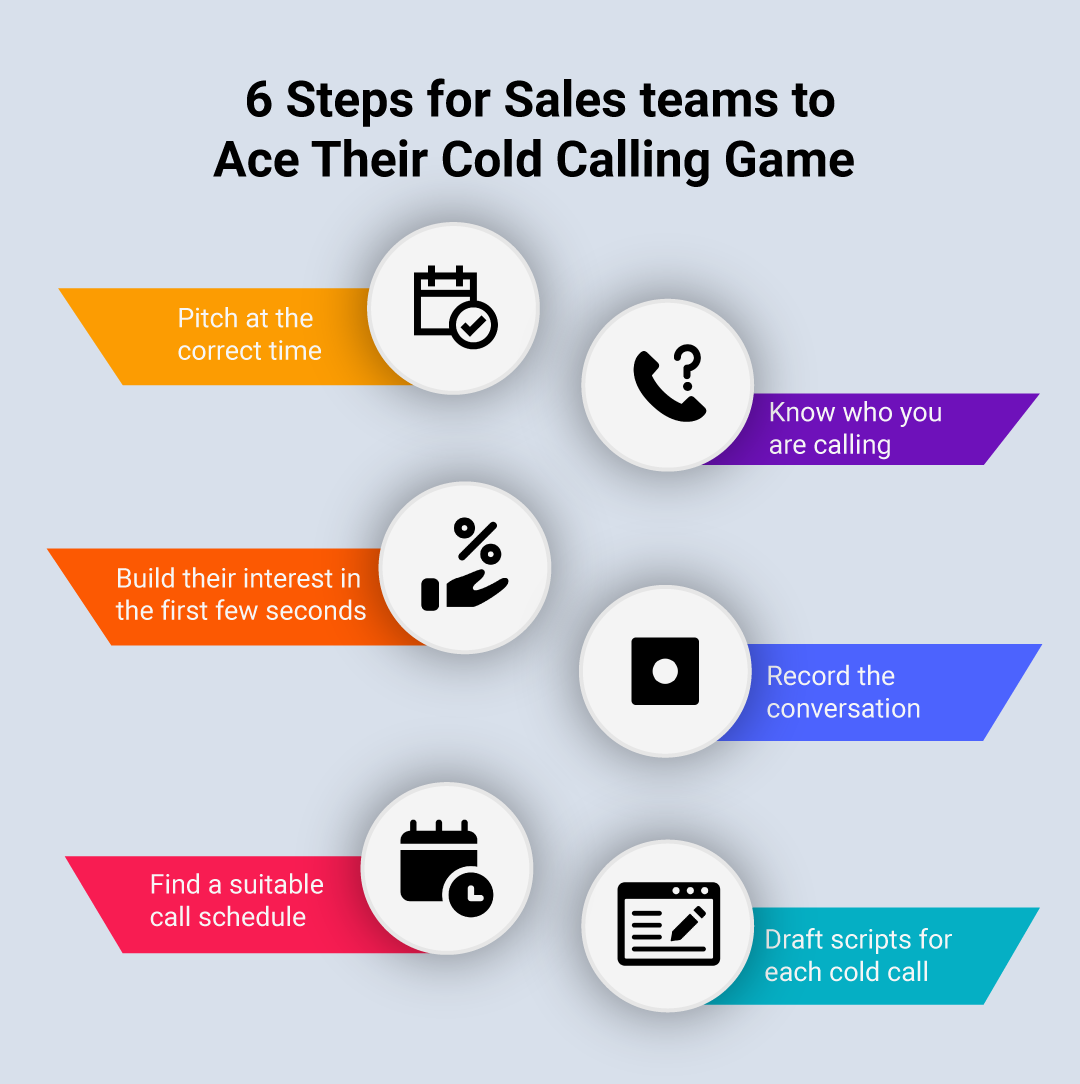 6 Steps for Sales teams to
Ace Their Cold Calling Game
Pitch at the
correct time
Know who you
are calling
Build their interest in
the first few seconds
Record the
conversation
Find a suitable
call schedule
Draft scripts for
each cold call